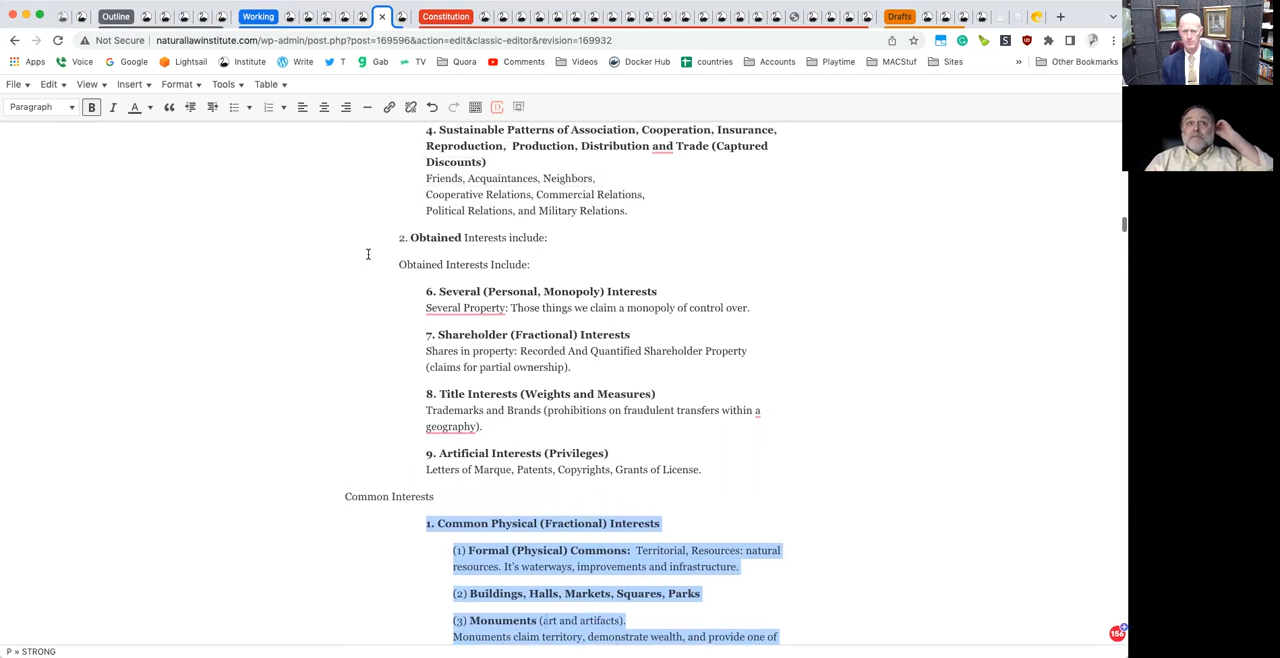 Outline
Working
Constitution
Drafts
Not Secure naturallawinstitute.com/wp-admin/post.php?post=169596&action=edit&classic-editor&revision=169932
Apps Voice Google Lightsail Institute Write T Gab TV Quora Comments Videos Docker Hub countries Accounts Playtime MACStuf Sites » Other Bookmarks
File Edit View Insert Format Tools Table
Paragraph B I A
4. Sustainable Patterns of Association, Cooperation, Insurance,
Reproduction, Production, Distribution and Trade (Captured
Discounts)
Friends, Acquaintances, Neighbors,
Cooperative Relations, Commercial Relations,
Political Relations, and Military Relations.
2. Obtained Interests include:
Obtained Interests Include:
6. Several (Personal, Monopoly) Interests
Several Property: Those things we claim a monopoly of control over.
7. Shareholder (Fractional) Interests
Shares in property: Recorded And Quantified Shareholder Property
(claims for partial ownership).
8. Title Interests (Weights and Measures)
Trademarks and Brands (prohibitions on fraudulent transfers within a
geography).
9. Artificial Interests (Privileges)
Letters of Marque, Patents, Copyrights, Grants of License.
Common Interests
1. Common Physical (Fractional) Interests
(1) Formal (Physical) Commons: Territorial, Resources: natural
resources. It's waterways, improvements and infrastructure.
(2) Buildings, Halls, Markets, Squares, Parks
(3) Monuments (art and artifacts).
Monuments claim territory, demonstrate wealth, and provide one of
156
P » STRONG